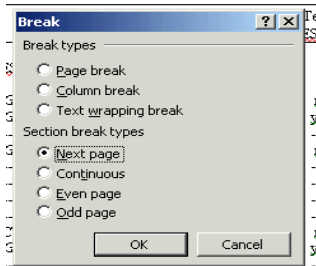 Break
Break types
Page break
Column break
Text wrapping break
Section break types
Next page
Continuous
Even page
Odd page
OK
Cancel